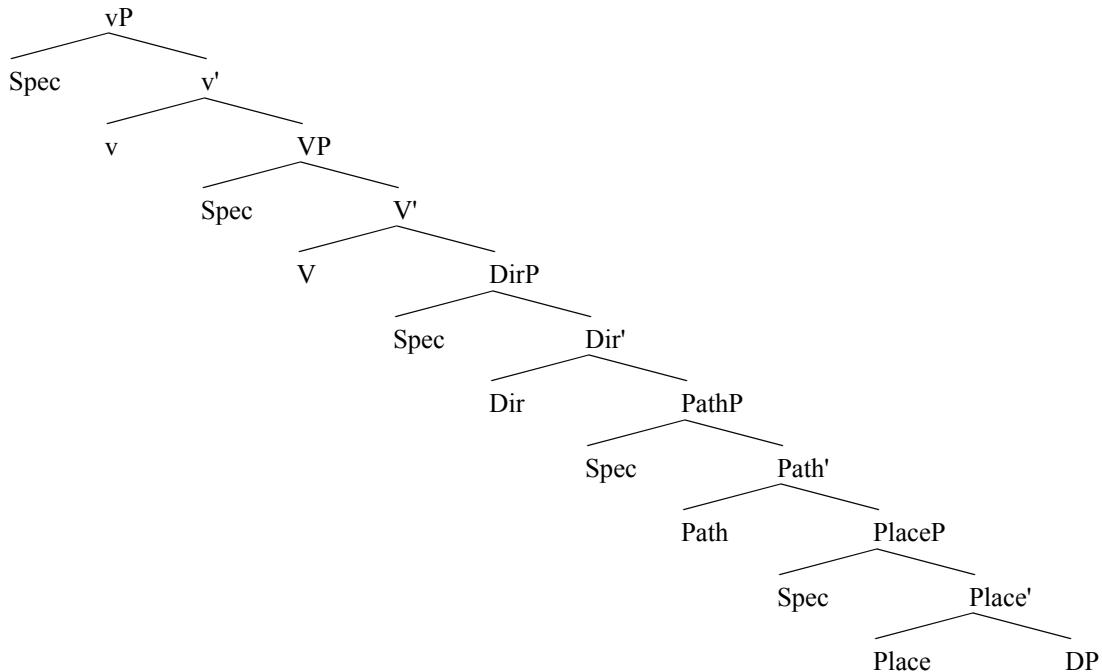 vP
Spec v'
v VP
Spec V'
V DirP
Spec Dir'
Dir PathP
Spec Path'
Path PlaceP
Spec Place'
Place DP